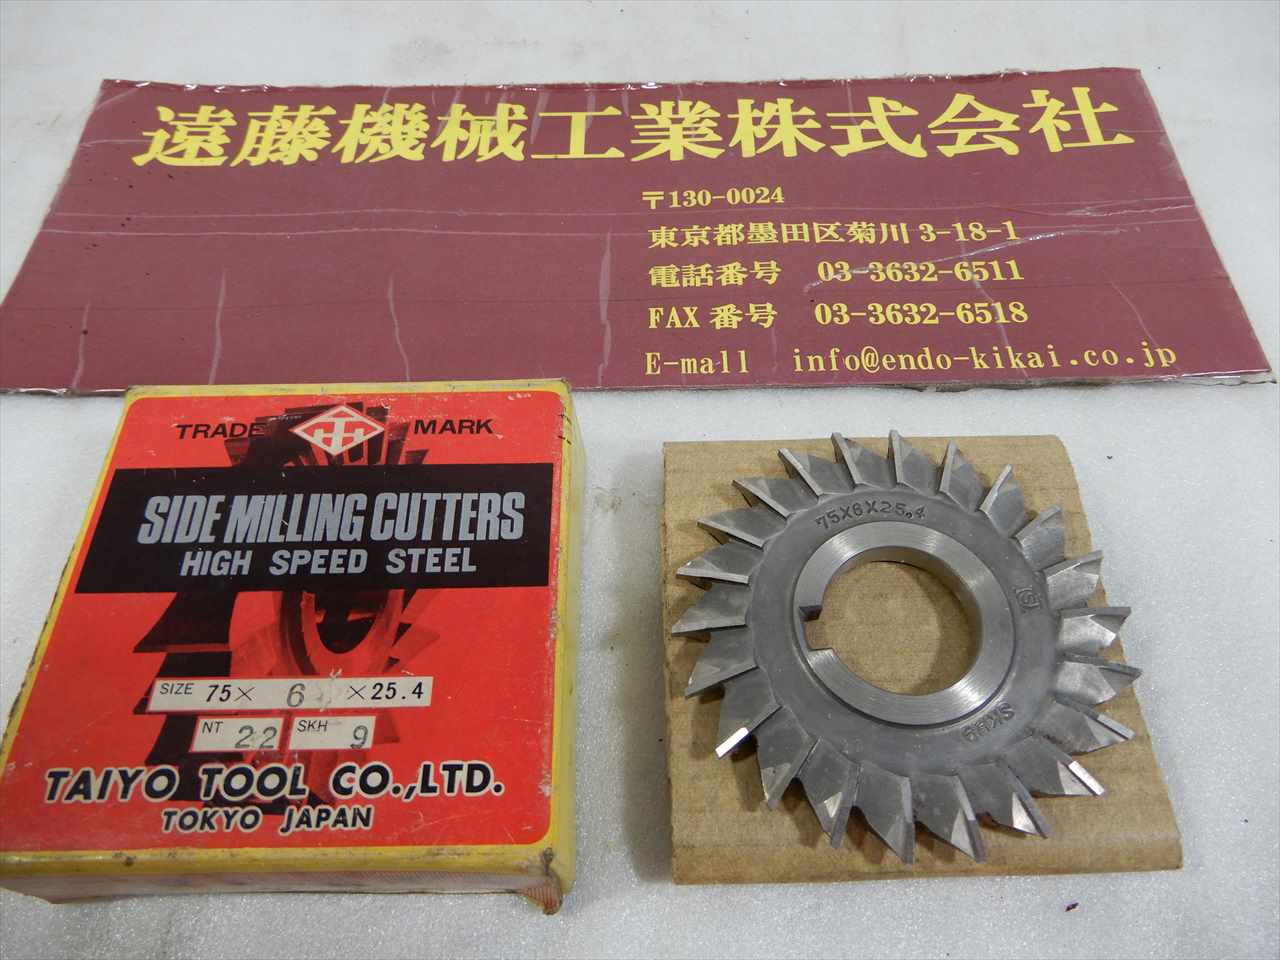 遠藤機械工業株式会社
〒130-0024
東京都墨田区菊川 3-18-1
電話番号 03-3632-6511
FAX 番号 03-3632-6518
E-mall info@endo-kikai.co.jp
TRADE MARK
SIDE MILLING CUTTERS
HIGH SPEED STEEL
SIZE 75× 6 ×25.4
NT 22 SKH 9
TAIYO TOOL CO.,LTD.
TOKYO JAPAN
75X6X25.4
SKH9